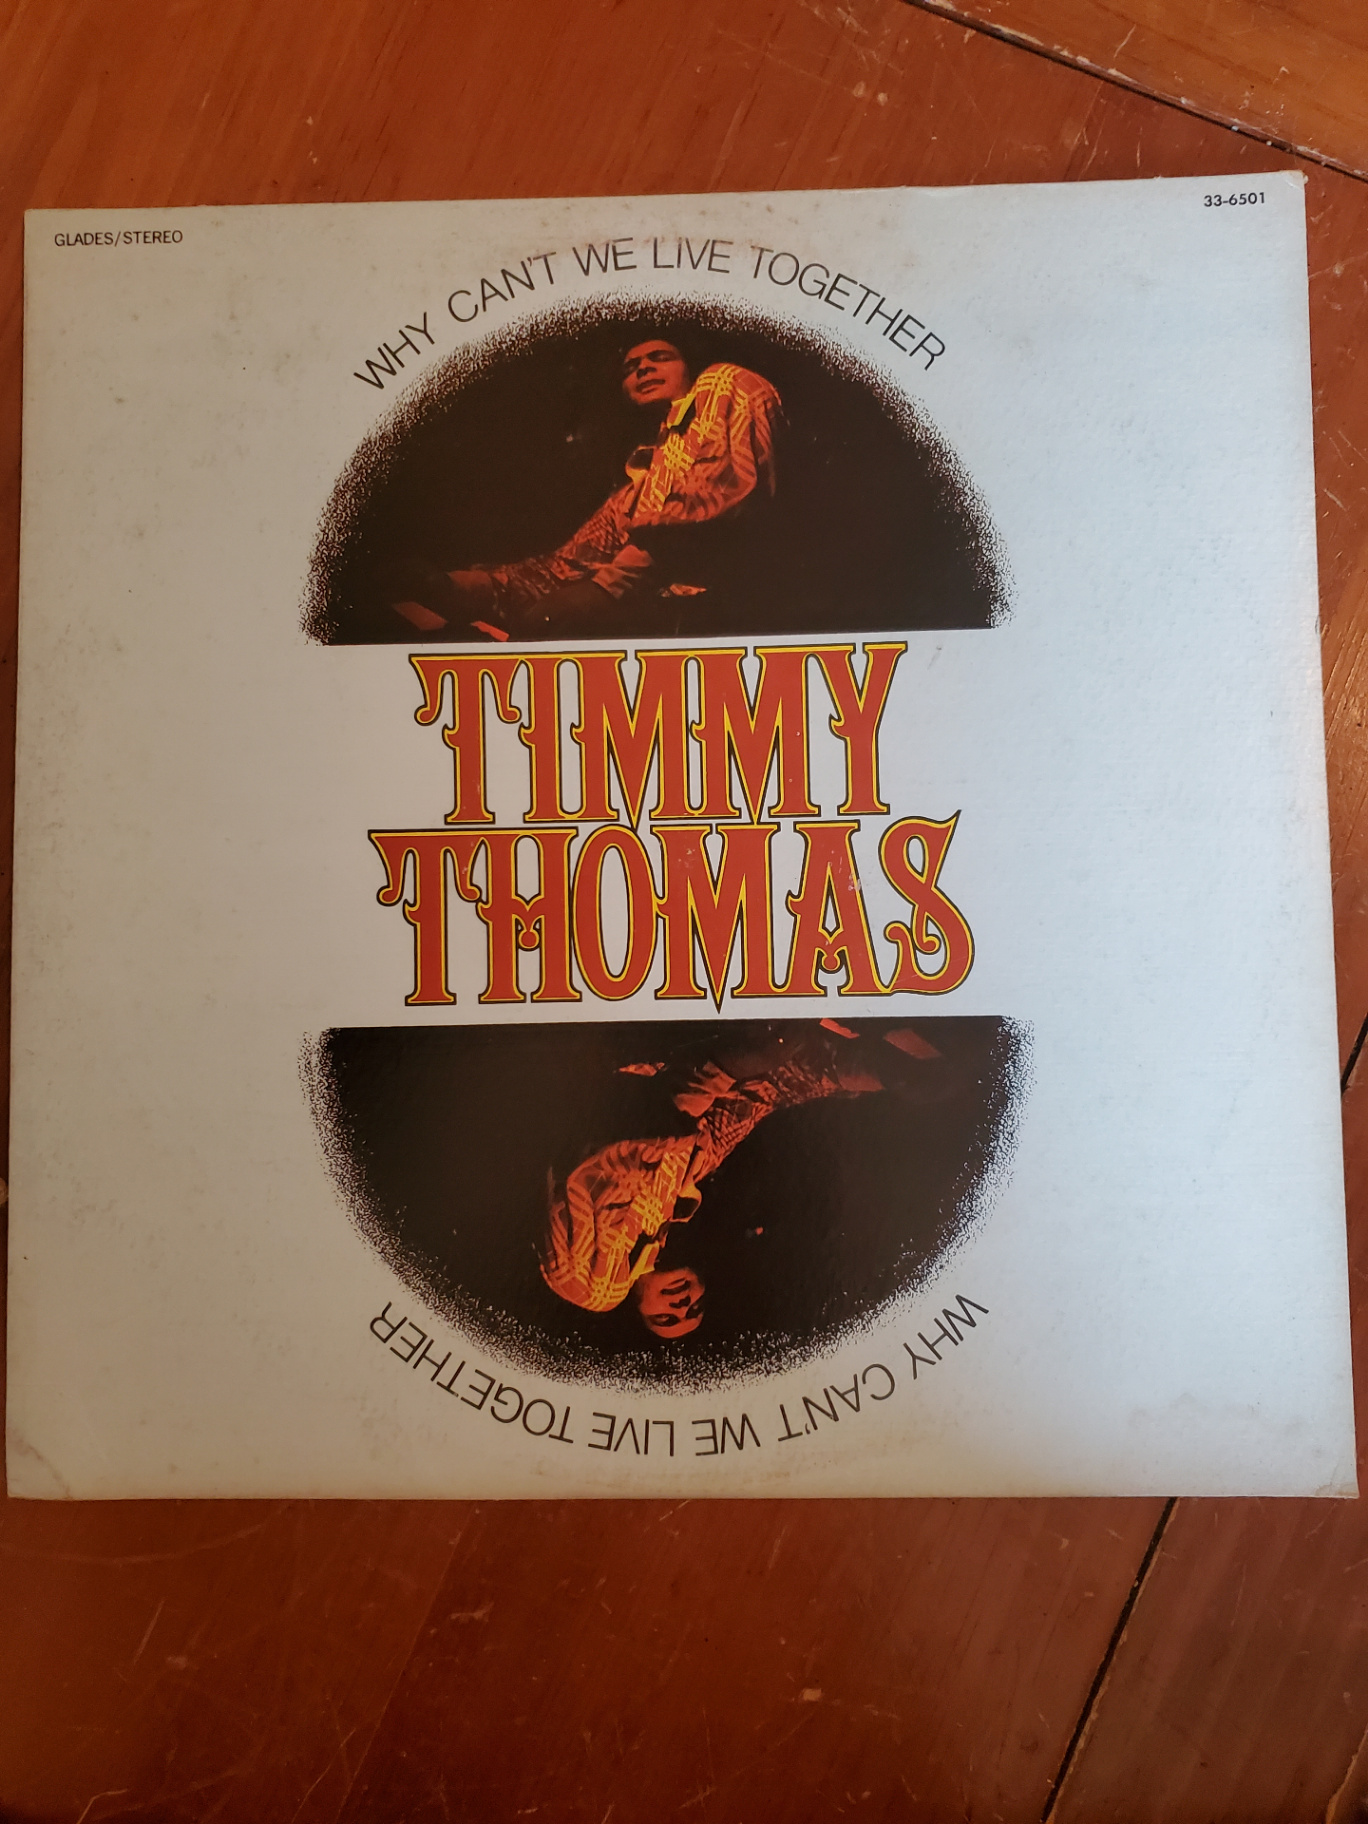 GLADES/STEREO
33-6501
WHY CAN'T WE LIVE TOGETHER
TIMMY
THOMAS
WHY CAN'T WE LIVE TOGETHER